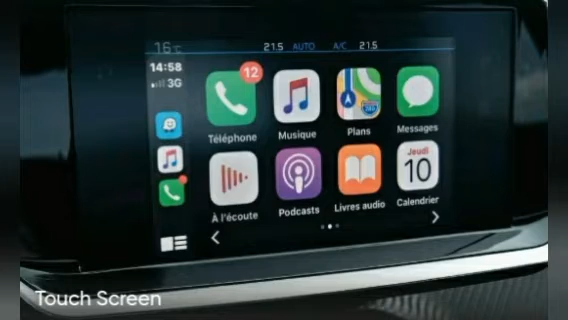 16°C
21.5 AUTO A/C 21.5
14:58
3G
12
Téléphone
Musique
Plans
Messages
À l'écoute
Podcasts
Livres audio
Jeudi
10
Calendrier
Touch Screen